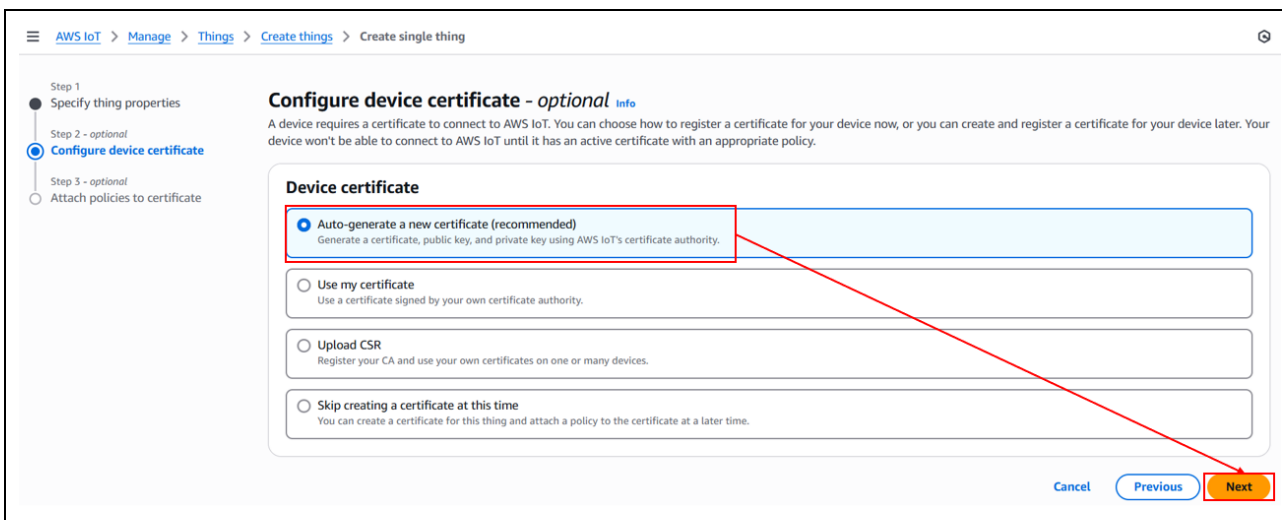 AWS IoT > Manage > Things > Create things > Create single thing
Step 1
Specify thing properties
Step 2 - optional
Configure device certificate
Step 3 - optional
Attach policies to certificate
Configure device certificate - optional Info
A device requires a certificate to connect to AWS IoT. You can choose how to register a certificate for your device now, or you can create and register a certificate for your device later. Your
device won't be able to connect to AWS IoT until it has an active certificate with an appropriate policy.
Device certificate
Auto-generate a new certificate (recommended)
Generate a certificate, public key, and private key using AWS IoT's certificate authority.
Use my certificate
Use a certificate signed by your own certificate authority.
Upload CSR
Register your CA and use your own certificates on one or many devices.
Skip creating a certificate at this time
You can create a certificate for this thing and attach a policy to the certificate at a later time.
Cancel Previous Next